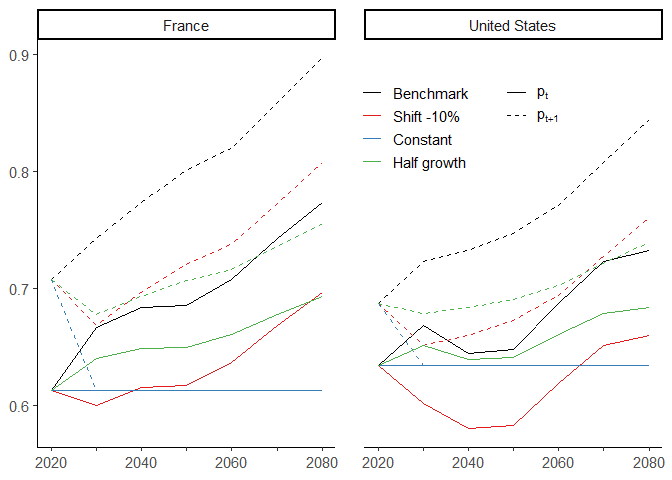 France
United States
0.9
0.8
0.7
0.6
Benchmark
Shift -10%
Constant
Half growth
pt
pt+1
2020 2040 2060 2080
2020 2040 2060 2080